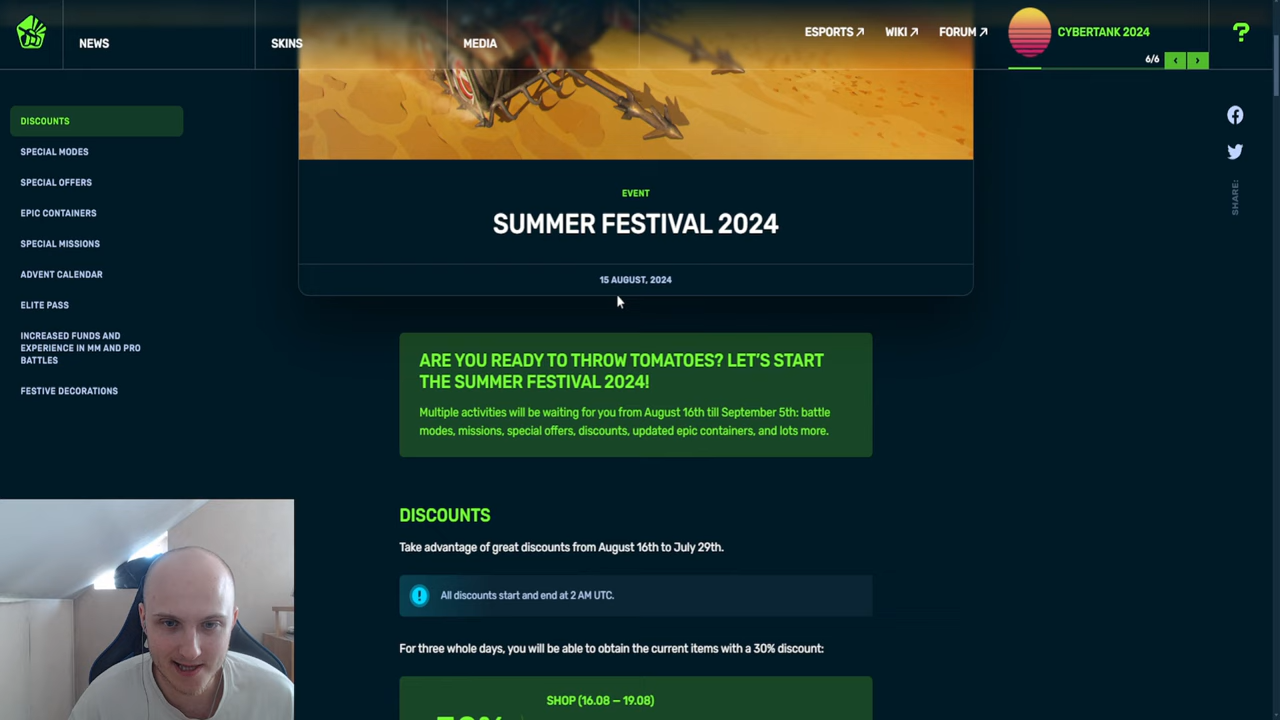 NEWS
SKINS
MEDIA
ESPORTS ↗
WIKI ↗
FORUM ↗
CYBERTANK 2024
?
6/6
‹ ›
DISCOUNTS
SPECIAL MODES
SPECIAL OFFERS
EPIC CONTAINERS
SPECIAL MISSIONS
ADVENT CALENDAR
ELITE PASS
INCREASED FUNDS AND
EXPERIENCE IN MM AND PRO
BATTLES
FESTIVE DECORATIONS
SHARE:
EVENT
SUMMER FESTIVAL 2024
15 AUGUST, 2024
ARE YOU READY TO THROW TOMATOES? LET'S START
THE SUMMER FESTIVAL 2024!
Multiple activities will be waiting for you from August 16th till September 5th: battle
modes, missions, special offers, discounts, updated epic containers, and lots more.
DISCOUNTS
Take advantage of great discounts from August 16th to July 29th.
All discounts start and end at 2 AM UTC.
For three whole days, you will be able to obtain the current items with a 30% discount:
SHOP (16.08 – 19.08)